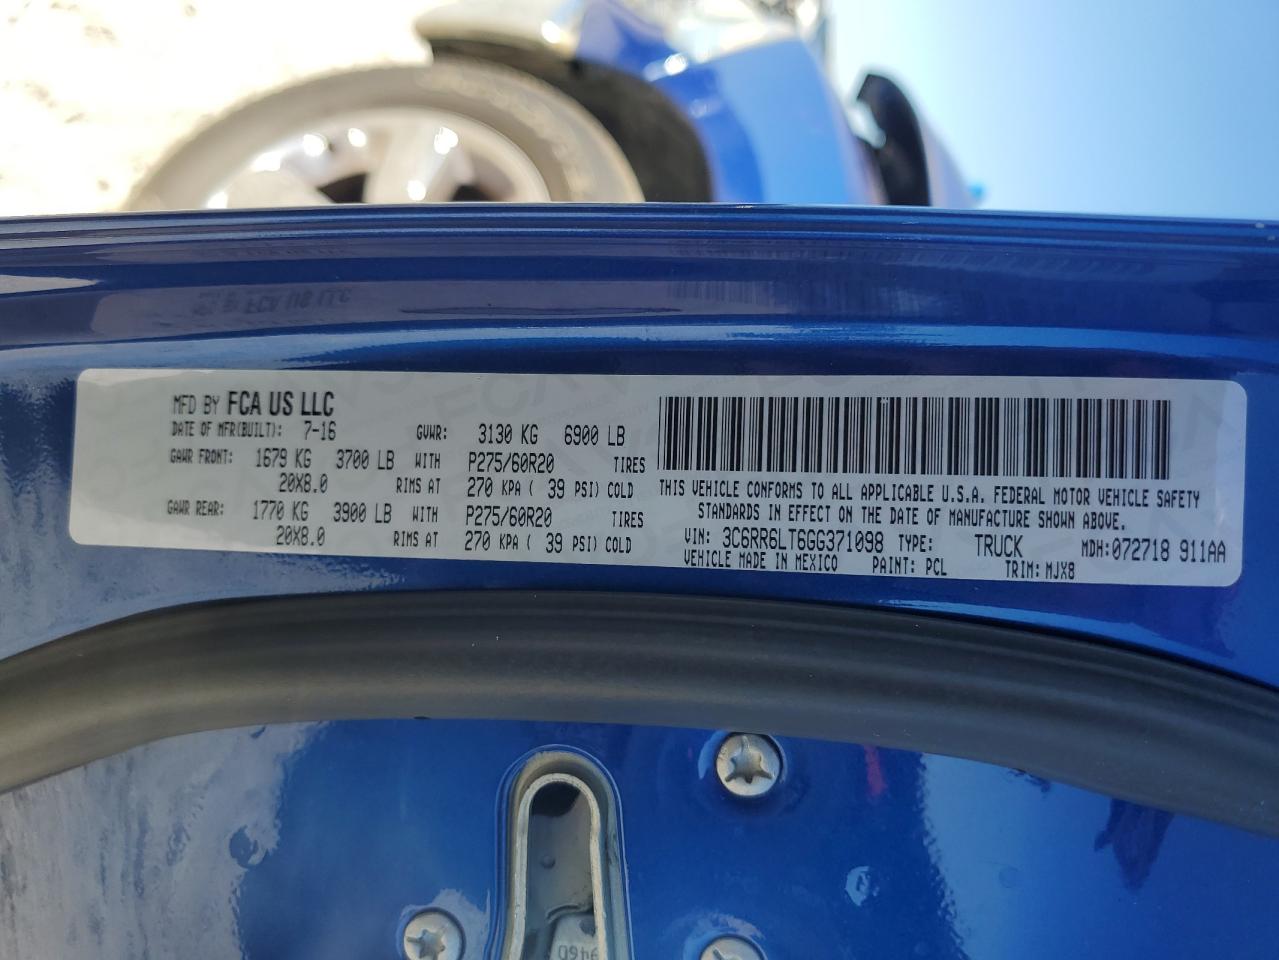 MFD BY FCA US LLC
DATE OF MFR(BUILT): 7-16 GVWR: 3130 KG 6900 LB
GAWR FRONT: 1679 KG 3700 LB WITH P275/60R20 TIRES
20X8.0 RIMS AT 270 KPA ( 39 PSI) COLD
GAWR REAR: 1770 KG 3900 LB WITH P275/60R20 TIRES
20X8.0 RIMS AT 270 KPA ( 39 PSI) COLD
THIS VEHICLE CONFORMS TO ALL APPLICABLE U.S.A. FEDERAL MOTOR VEHICLE SAFETY
STANDARDS IN EFFECT ON THE DATE OF MANUFACTURE SHOWN ABOVE.
VIN: 3C6RR6LT6GG371098 TYPE: TRUCK MDH: 072718 911AA
VEHICLE MADE IN MEXICO PAINT: PCL TRIM: MJX8